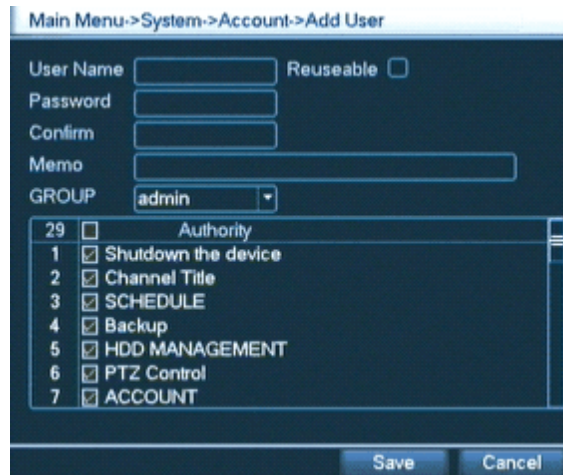 Main Menu->System->Account->Add User
User Name Reuseable
Password
Confirm
Memo
GROUP admin
29 Authority
1 Shutdown the device
2 Channel Title
3 SCHEDULE
4 Backup
5 HDD MANAGEMENT
6 PTZ Control
7 ACCOUNT
Save Cancel